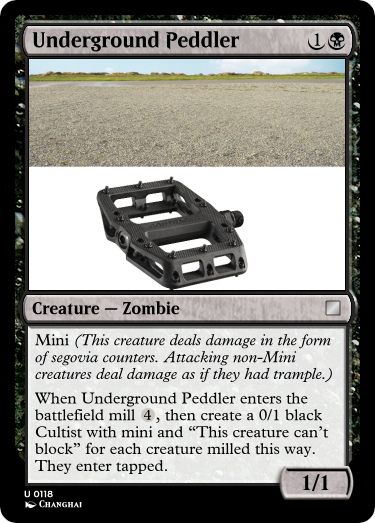 Underground Peddler 1
Creature — Zombie
Mini (This creature deals damage in the form
of segovia counters. Attacking non-Mini
creatures deal damage as if they had trample.)
When Underground Peddler enters the
battlefield mill 4, then create a 0/1 black
Cultist with mini and “This creature can’t
block” for each creature milled this way.
They enter tapped.
1/1
U 0118
Changhai